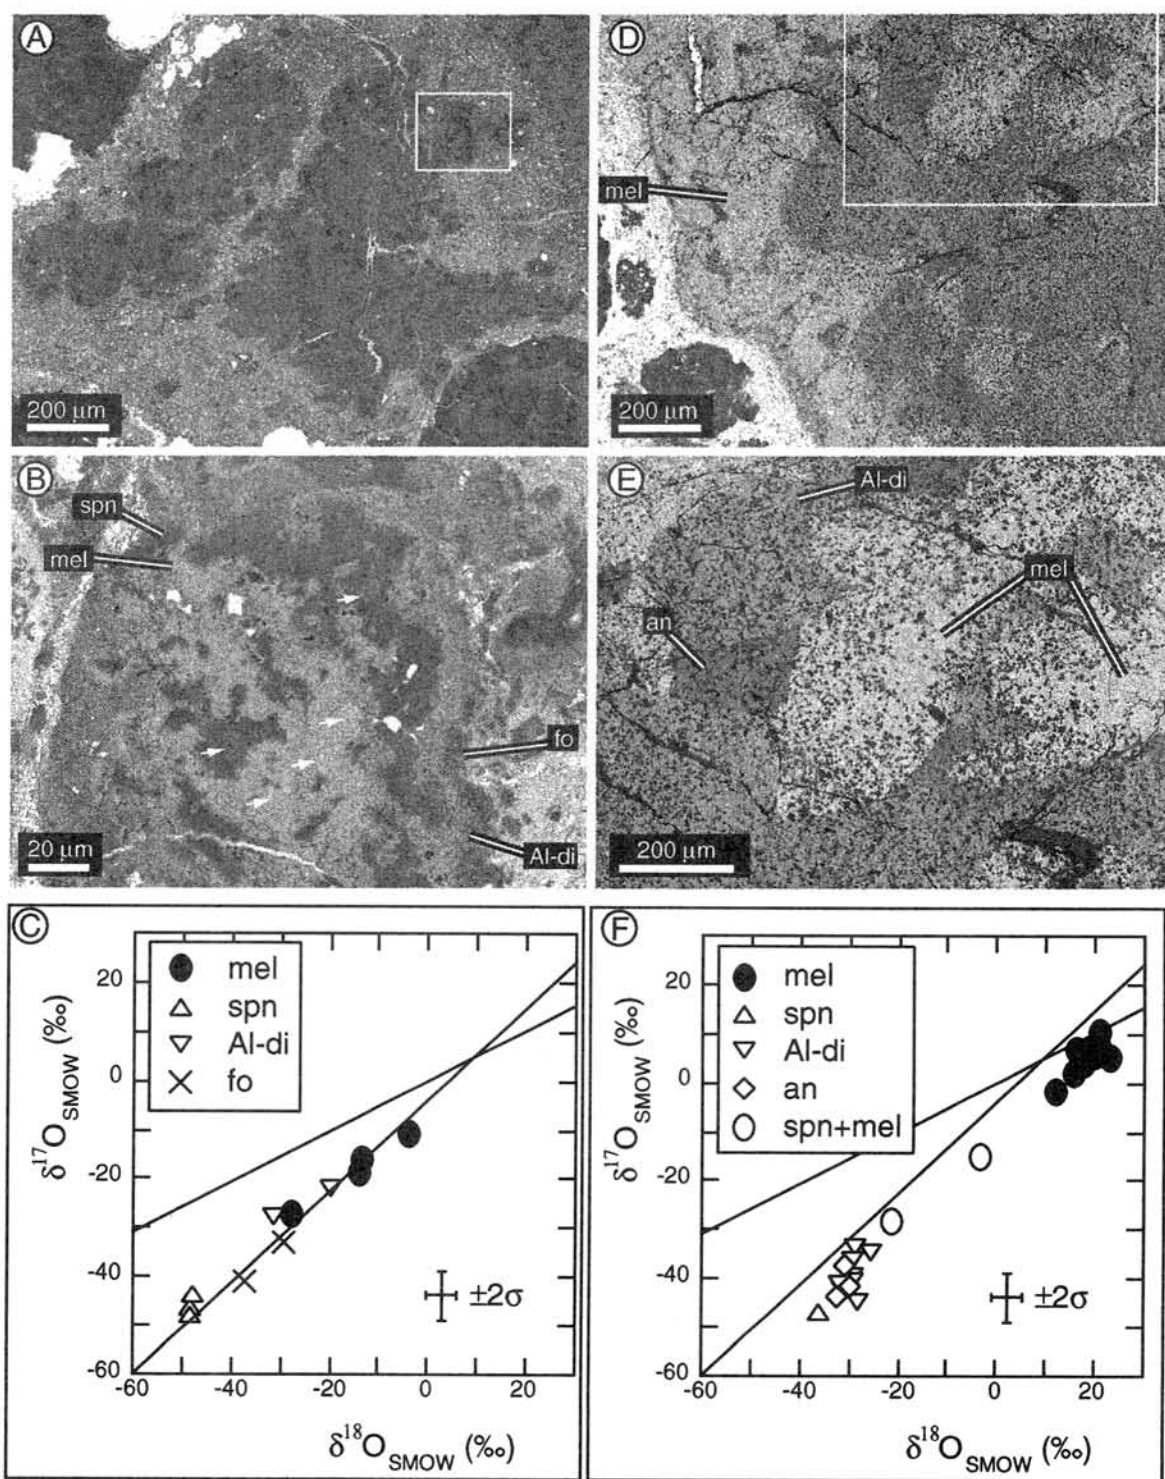 A
200 µm
D
mel
200 µm
B
spn
mel
fo
Al-di
20 µm
E
Al-di
mel
an
200 µm
C
mel
spn
Al-di
fo
20
0
-20
-40
-60
-60
-40
-20
0
20
δ17OSMOW (‰)
±2σ
δ18OSMOW (‰)
F
mel
spn
Al-di
an
spn+mel
20
0
-20
-40
-60
-60
-40
-20
0
20
δ17OSMOW (‰)
±2σ
δ18OSMOW (‰)